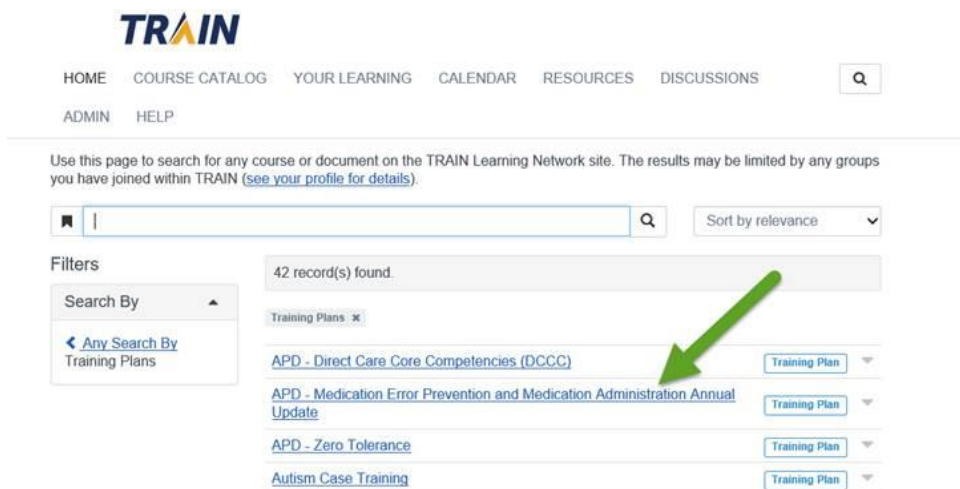 TRAIN
HOME COURSE CATALOG YOUR LEARNING CALENDAR RESOURCES DISCUSSIONS
ADMIN HELP
Use this page to search for any course or document on the TRAIN Learning Network site. The results may be limited by any groups
you have joined within TRAIN (see your profile for details).
Sort by relevance
Filters
42 record(s) found.
Search By
Training Plans ×
Any Search By
Training Plans
APD - Direct Care Core Competencies (DCCC) Training Plan
APD - Medication Error Prevention and Medication Administration Annual
Update Training Plan
APD - Zero Tolerance Training Plan
Autism Case Training Training Plan